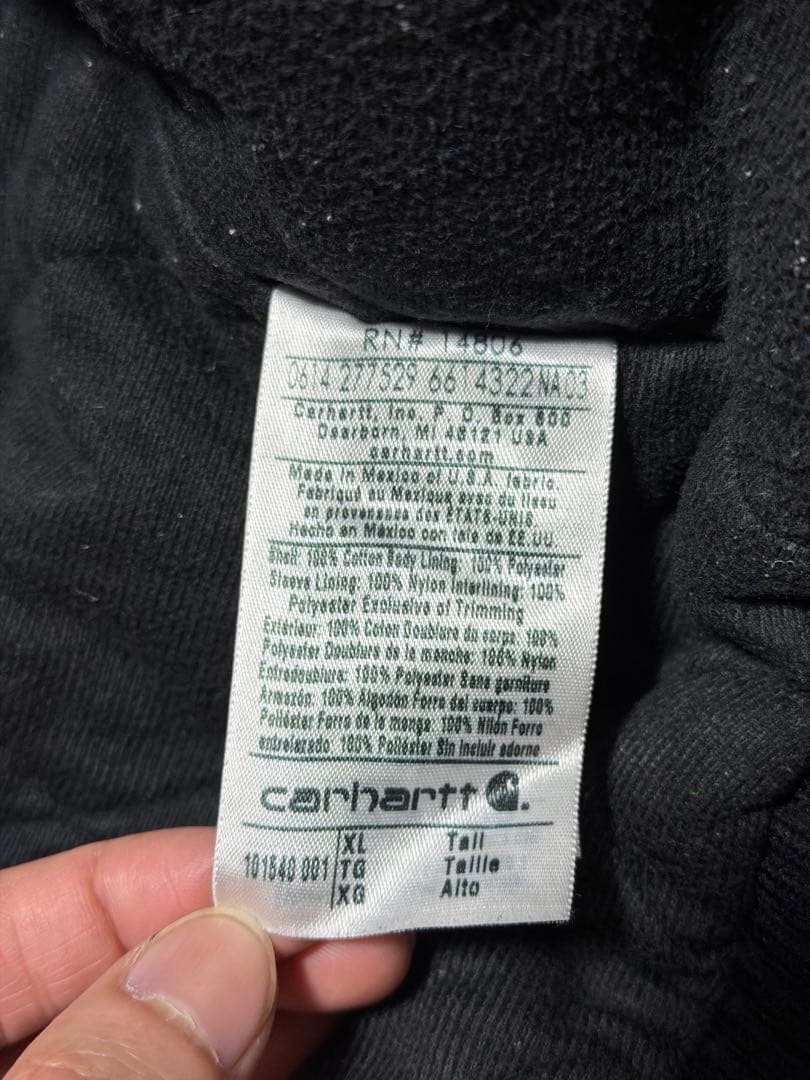 RN# 14806
0614 277529 6614322 NA 03
Carhartt, Inc. P. O. Box 600
Dearborn, MI 48121 USA
carhartt.com
Made in Mexico of U.S.A. fabric.
Fabriqué au Mexique avec du tissu
en provenance des ÉTATS-UNIS
Hecho en México con tela de EE.UU.
Shell: 100% Cotton Body Lining: 100% Polyester
Sleeve Lining: 100% Nylon Interlining: 100%
Polyester Exclusive of Trimming
Extérieur: 100% Coton Doublure du corps: 100%
Polyester Doublure de la manche: 100% Nylon
Entredoublure: 100% Polyester Sans garniture
Armazón: 100% Algodón Forro del cuerpo: 100%
Poliéster Forro de la manga: 100% Nilón Forro
entrelazado: 100% Poliéster Sin incluir adorno
carhartt
XL Tall
101540 001 TG Taille
XG Alto